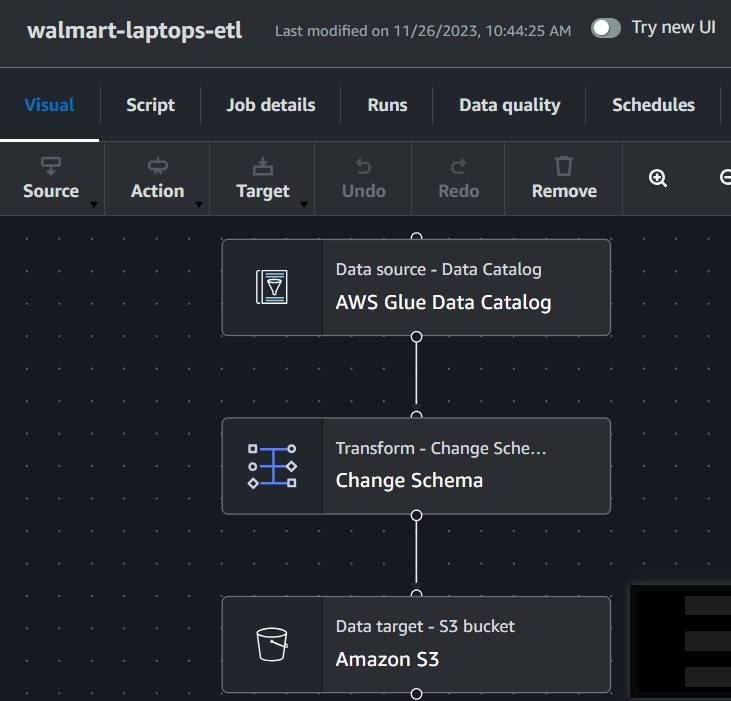 walmart-laptops-etl Last modified on 11/26/2023, 10:44:25 AM Try new UI
Visual Script Job details Runs Data quality Schedules
Source Action Target Undo Redo Remove
Data source - Data Catalog
AWS Glue Data Catalog
Transform - Change Sche...
Change Schema
Data target - S3 bucket
Amazon S3